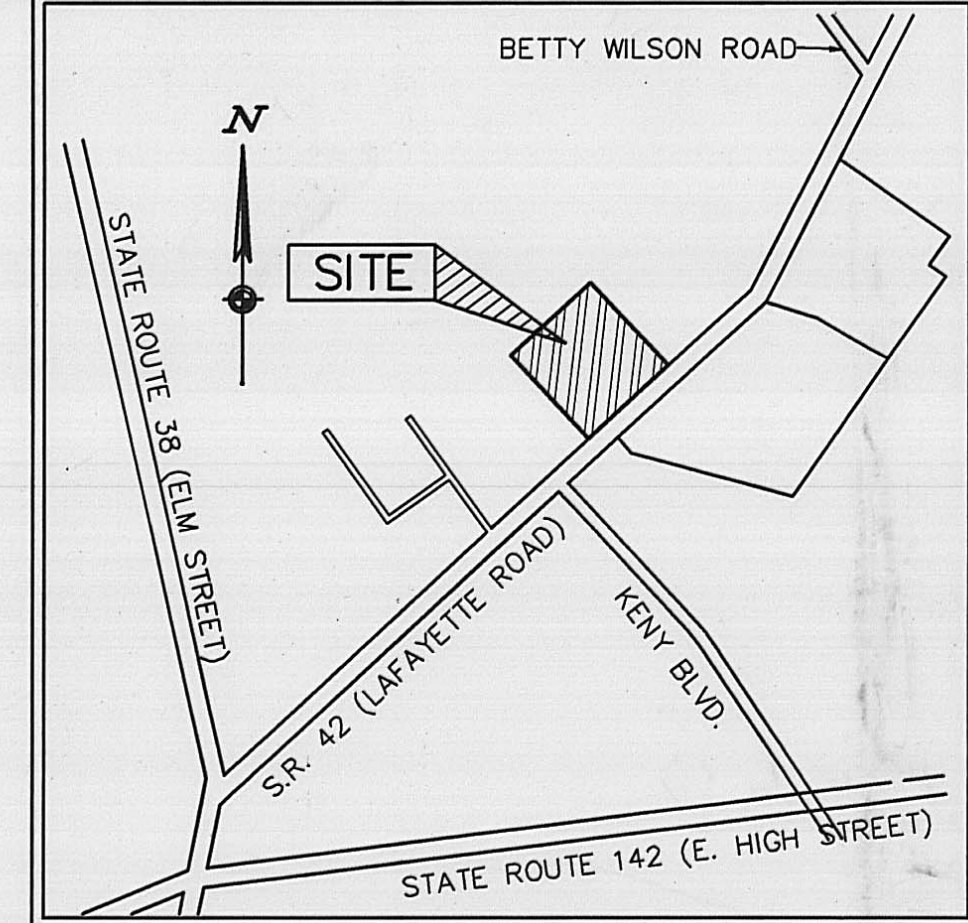 BETTY WILSON ROAD
N
SITE
STATE ROUTE 38 (ELM STREET)
S.R. 42 (LAFAYETTE ROAD)
KENY BLVD.
STATE ROUTE 142 (E. HIGH STREET)